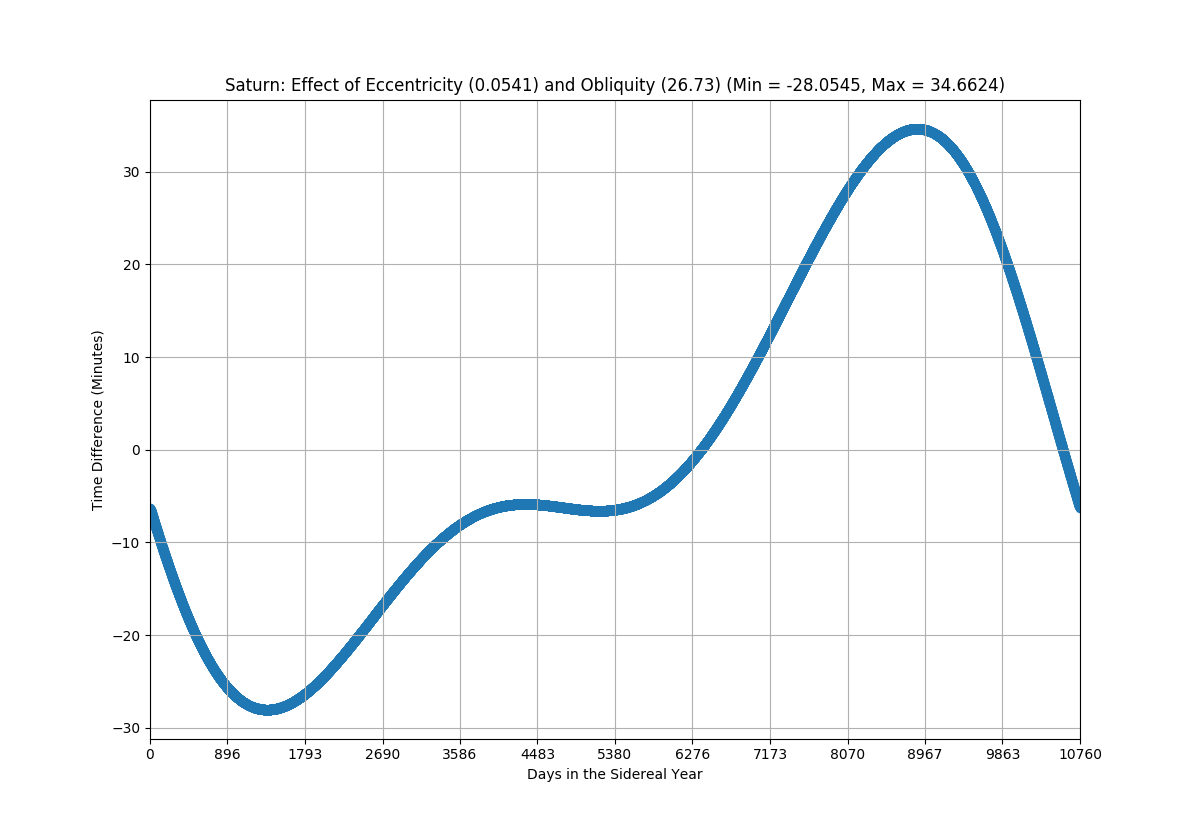 Saturn: Effect of Eccentricity (0.0541) and Obliquity (26.73) (Min = -28.0545, Max = 34.6624)
Time Difference (Minutes)
30
20
10
0
−10
−20
−30
0 896 1793 2690 3586 4483 5380 6276 7173 8070 8967 9863 10760
Days in the Sidereal Year